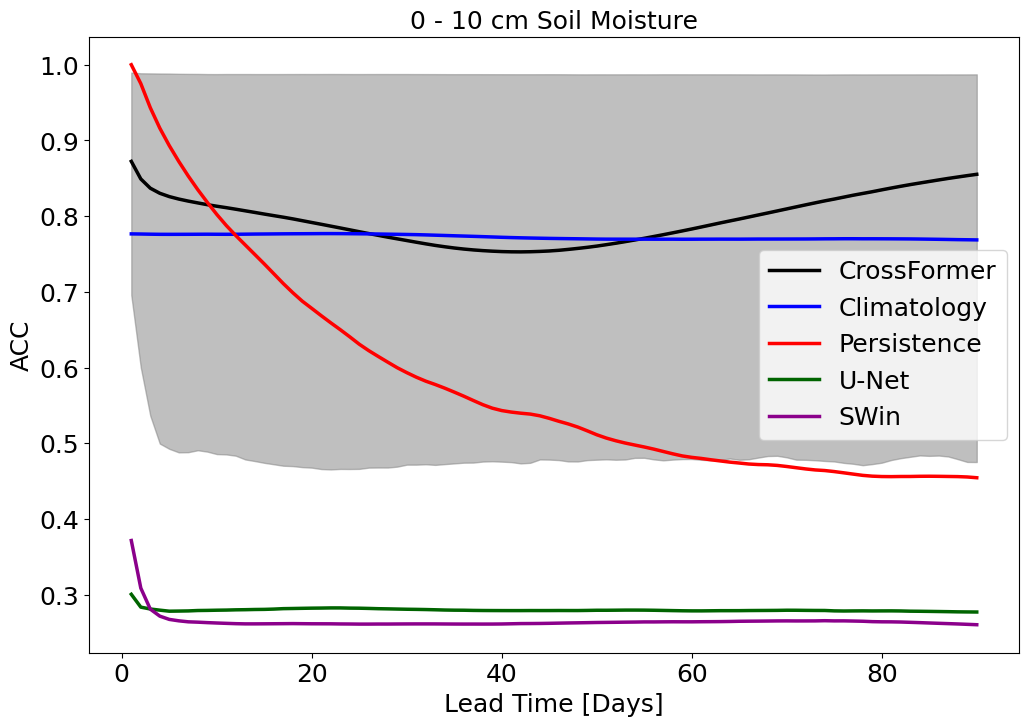 0 - 10 cm Soil Moisture
ACC
1.0
0.9
0.8
0.7
0.6
0.5
0.4
0.3
CrossFormer
Climatology
Persistence
U-Net
SWin
0 20 40 60 80
Lead Time [Days]